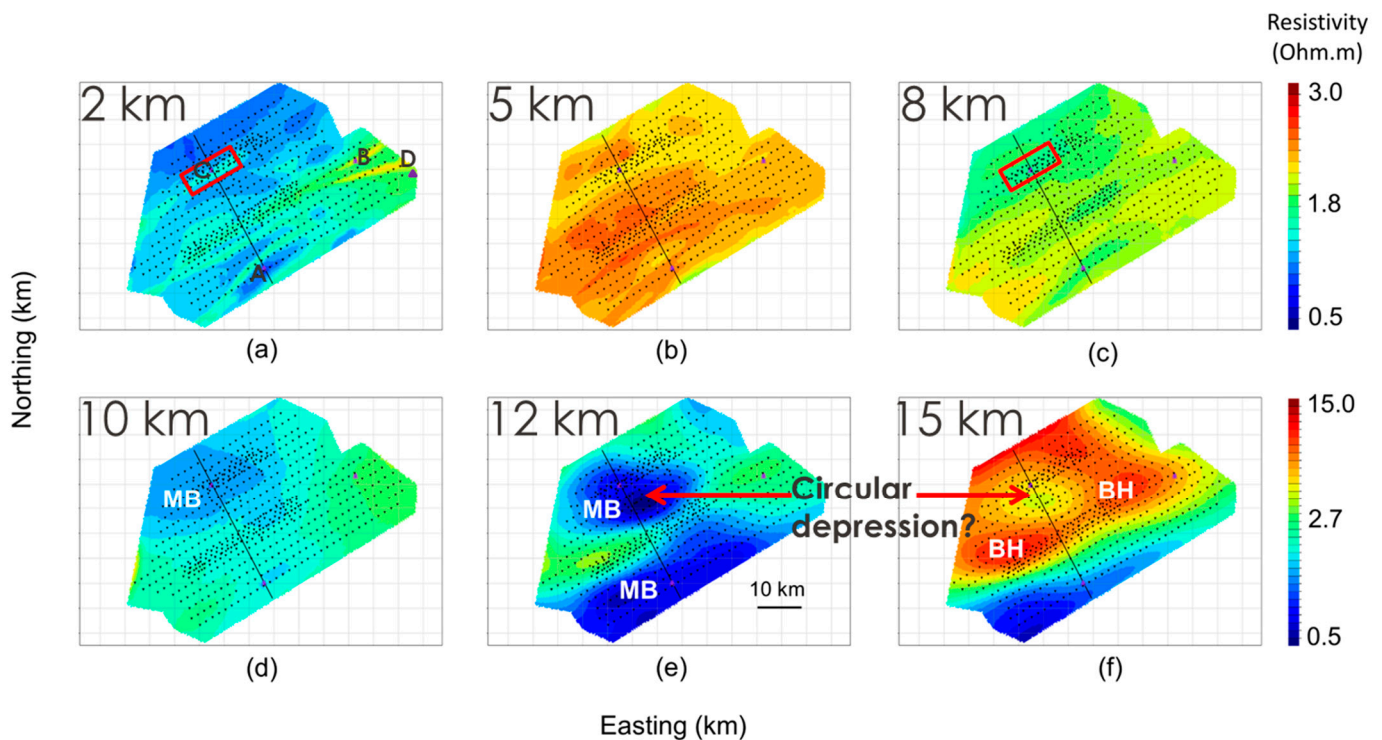 Resistivity
(Ohm.m)
2 km
5 km
8 km
3.0
1.8
0.5
B
D
C
A
(a)
(b)
(c)
Northing (km)
10 km
12 km
15 km
15.0
2.7
0.5
MB
MB
MB
Circular
depression?
BH
BH
10 km
(d)
(e)
(f)
Easting (km)